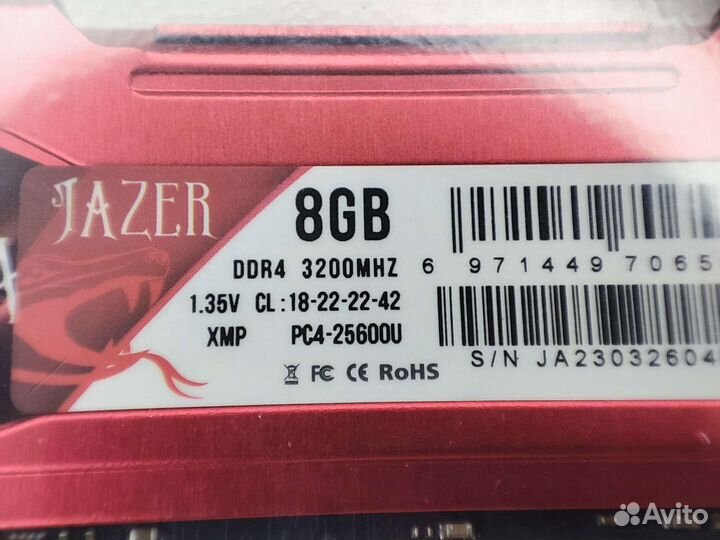 JAZER
8GB
DDR4 3200MHZ
1.35V CL:18-22-22-42
XMP PC4-25600U
FC CE RoHS
6 971449 7065
S/N JA23032604
Avito